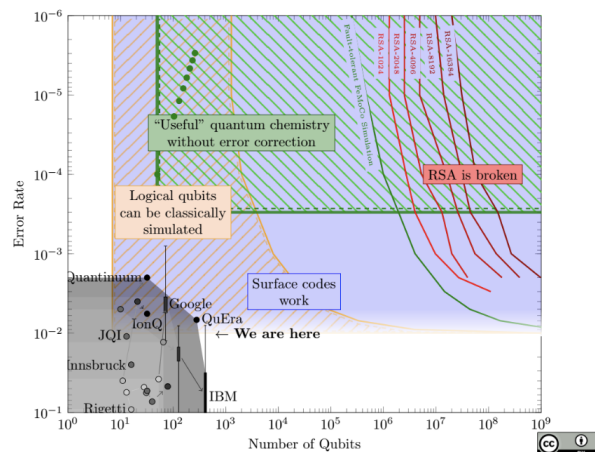 10^-6
10^-5
10^-4
10^-3
10^-2
10^-1
Error Rate
Fault-tolerant FeMoCo Simulation
RSA-1024
RSA-2048
RSA-4096
RSA-8192
RSA-16384
"Useful" quantum chemistry
without error correction
RSA is broken
Logical qubits
can be classically
simulated
Surface codes
work
Quantinuum
Google
IonQ
QuEra
JQI
← We are here
Innsbruck
IBM
Rigetti
10^0
10^1
10^2
10^3
10^4
10^5
10^6
10^7
10^8
10^9
Number of Qubits
cc